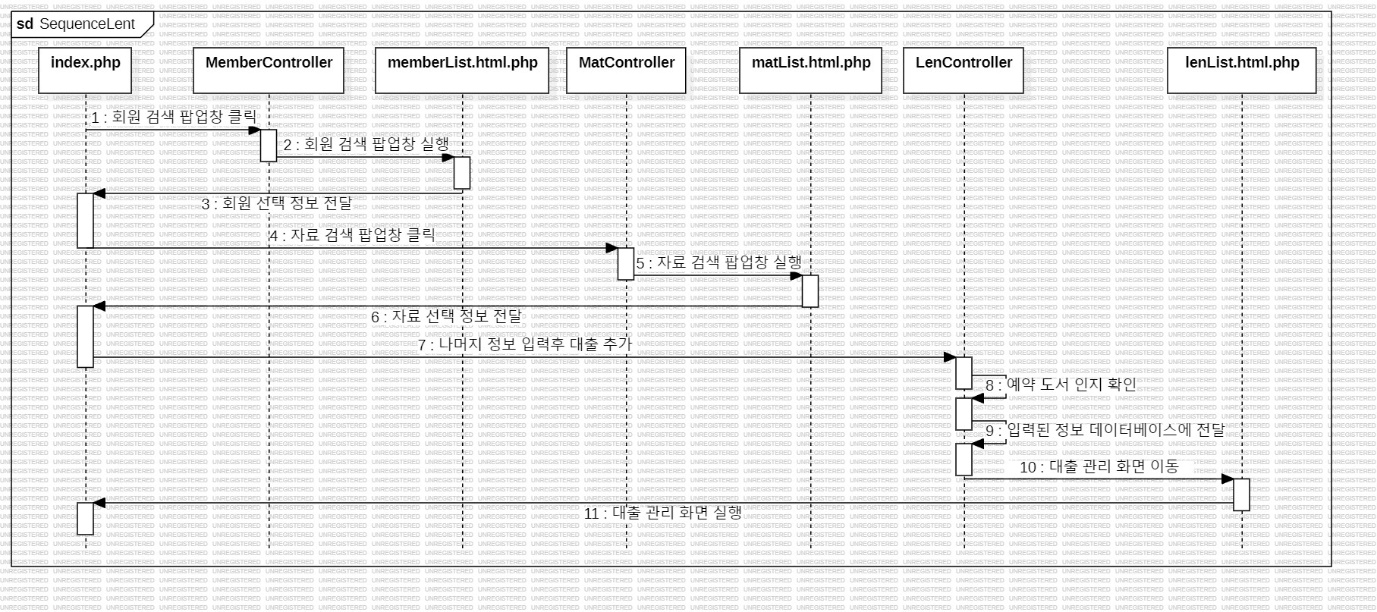 sd SequenceLent
index.php
MemberController
memberList.html.php
MatController
matList.html.php
LenController
lenList.html.php
1 : 회원 검색 팝업창 클릭
2 : 회원 검색 팝업창 실행
3 : 회원 선택 정보 전달
4 : 자료 검색 팝업창 클릭
5 : 자료 검색 팝업창 실행
6 : 자료 선택 정보 전달
7 : 나머지 정보 입력후 대출 추가
8 : 예약 도서 인지 확인
9 : 입력된 정보 데이터베이스에 전달
10 : 대출 관리 화면 이동
11 : 대출 관리 화면 실행
UNREGISTERED